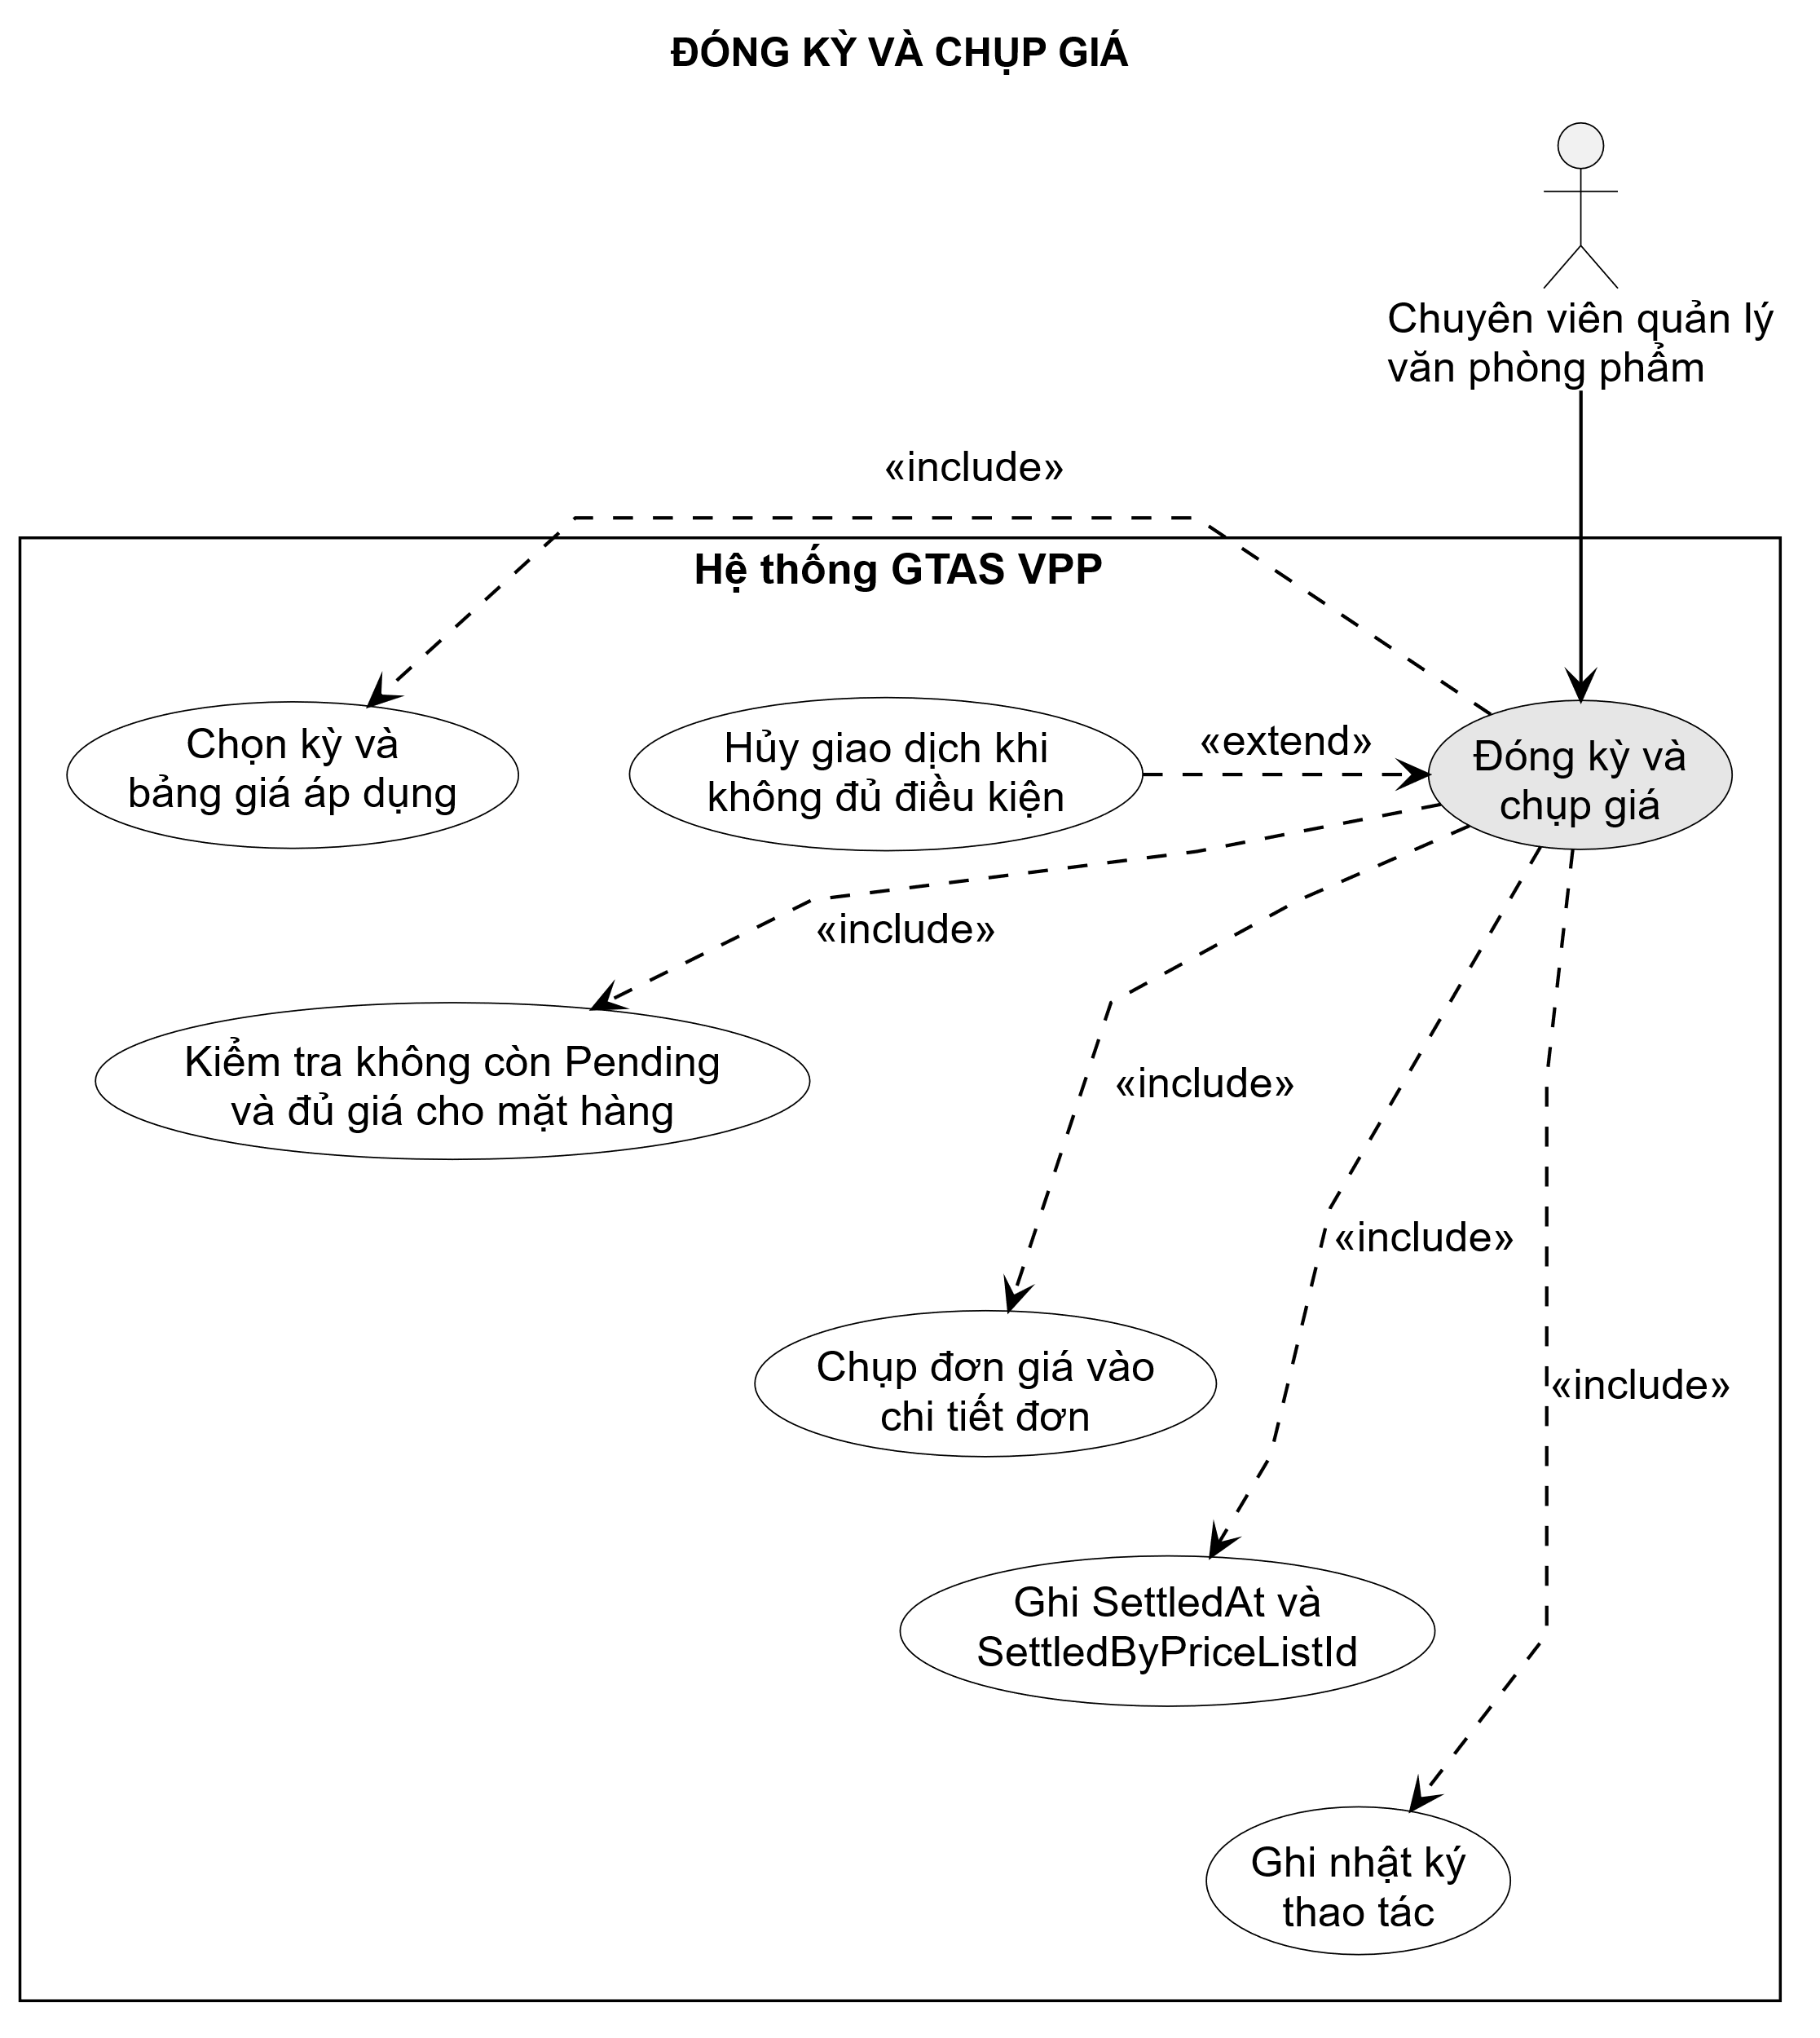 ĐÓNG KỲ VÀ CHỤP GIÁ
Chuyên viên quản lý
văn phòng phẩm
«include»
Hệ thống GTAS VPP
Chọn kỳ và
bảng giá áp dụng
Hủy giao dịch khi
không đủ điều kiện
«extend»
Đóng kỳ và
chụp giá
«include»
Kiểm tra không còn Pending
và đủ giá cho mặt hàng
«include»
«include»
Chụp đơn giá vào
chi tiết đơn
«include»
Ghi SettledAt và
SettledByPriceListId
Ghi nhật ký
thao tác